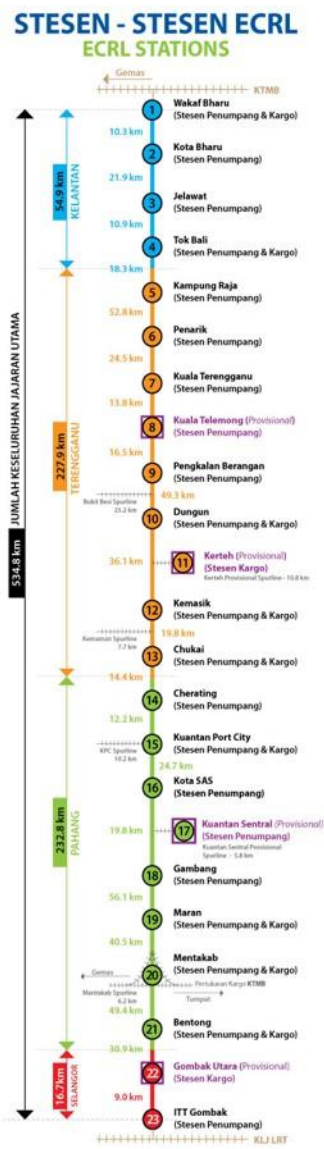 STESEN - STESEN ECRL
ECRL STATIONS
Gemas
KTMB
1
Wakaf Bharu
(Stesen Penumpang & Kargo)
10.3 km
2
Kota Bharu
(Stesen Penumpang)
21.9 km
3
Jelawat
(Stesen Penumpang)
10.9 km
4
Tok Bali
(Stesen Penumpang & Kargo)
54.9 km
KELANTAN
18.3 km
5
Kampung Raja
(Stesen Penumpang)
52.8 km
6
Penarik
(Stesen Penumpang)
24.5 km
7
Kuala Terengganu
(Stesen Penumpang)
13.8 km
8
Kuala Telemong (Provisional)
(Stesen Penumpang)
16.5 km
9
Pengkalan Berangan
(Stesen Penumpang)
49.3 km
Bukit Besi Spurline
25.2 km
10
Dungun
(Stesen Penumpang & Kargo)
36.1 km
11
Kerteh (Provisional)
(Stesen Kargo)
Kerteh Provisional Spurline - 10.8 km
12
Kemasik
(Stesen Penumpang & Kargo)
19.8 km
Kemaman Spurline
7.7 km
13
Chukai
(Stesen Penumpang & Kargo)
227.9 km
TERENGGANU
14.4 km
14
Cherating
(Stesen Penumpang)
12.2 km
15
Kuantan Port City
(Stesen Penumpang & Kargo)
KPC Spurline
10.2 km
24.7 km
16
Kota SAS
(Stesen Penumpang)
19.8 km
17
Kuantan Sentral (Provisional)
(Stesen Penumpang)
Kuantan Sentral Provisional
Spurline - 5.8 km
18
Gambang
(Stesen Penumpang)
56.1 km
19
Maran
(Stesen Penumpang & Kargo)
40.5 km
Mentakab
(Stesen Penumpang & Kargo)
20
Gemas
Pertukaran Kargo KTMB
Mentakab Spurline
6.2 km
Tumpat
49.4 km
21
Bentong
(Stesen Penumpang & Kargo)
232.8 km
PAHANG
30.9 km
22
Gombak Utara (Provisional)
(Stesen Kargo)
9.0 km
23
ITT Gombak
(Stesen Penumpang)
16.7km
SELANGOR
KLJ LRT
534.8 km
JUMLAH KESELURUHAN JAJARAN UTAMA